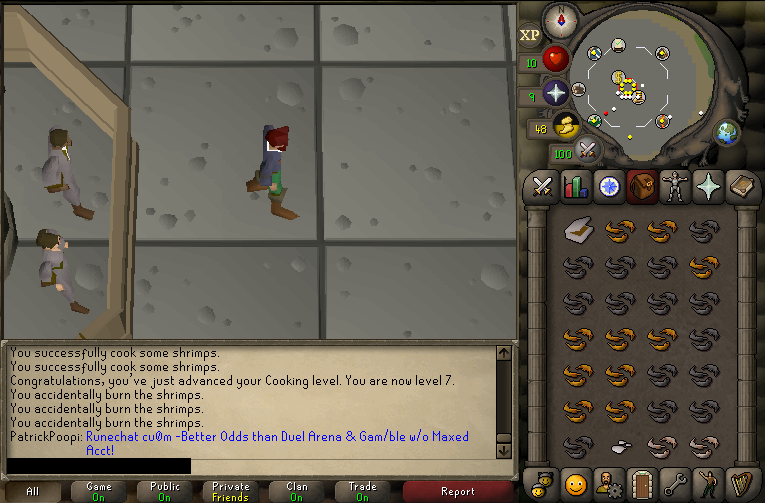 N
XP
10
9
48
100
You successfully cook some shrimps.
You successfully cook some shrimps.
Congratulations, you've just advanced your Cooking level. You are now level 7.
You accidentally burn the shrimps.
You accidentally burn the shrimps.
You accidentally burn the shrimps.
PatrickPoopi: Runechat cu0m -Better Odds than Duel Arena & Gam/ble w/o Maxed
Acct!
All
Game
On
Public
On
Private
Friends
Clan
On
Trade
On
Report